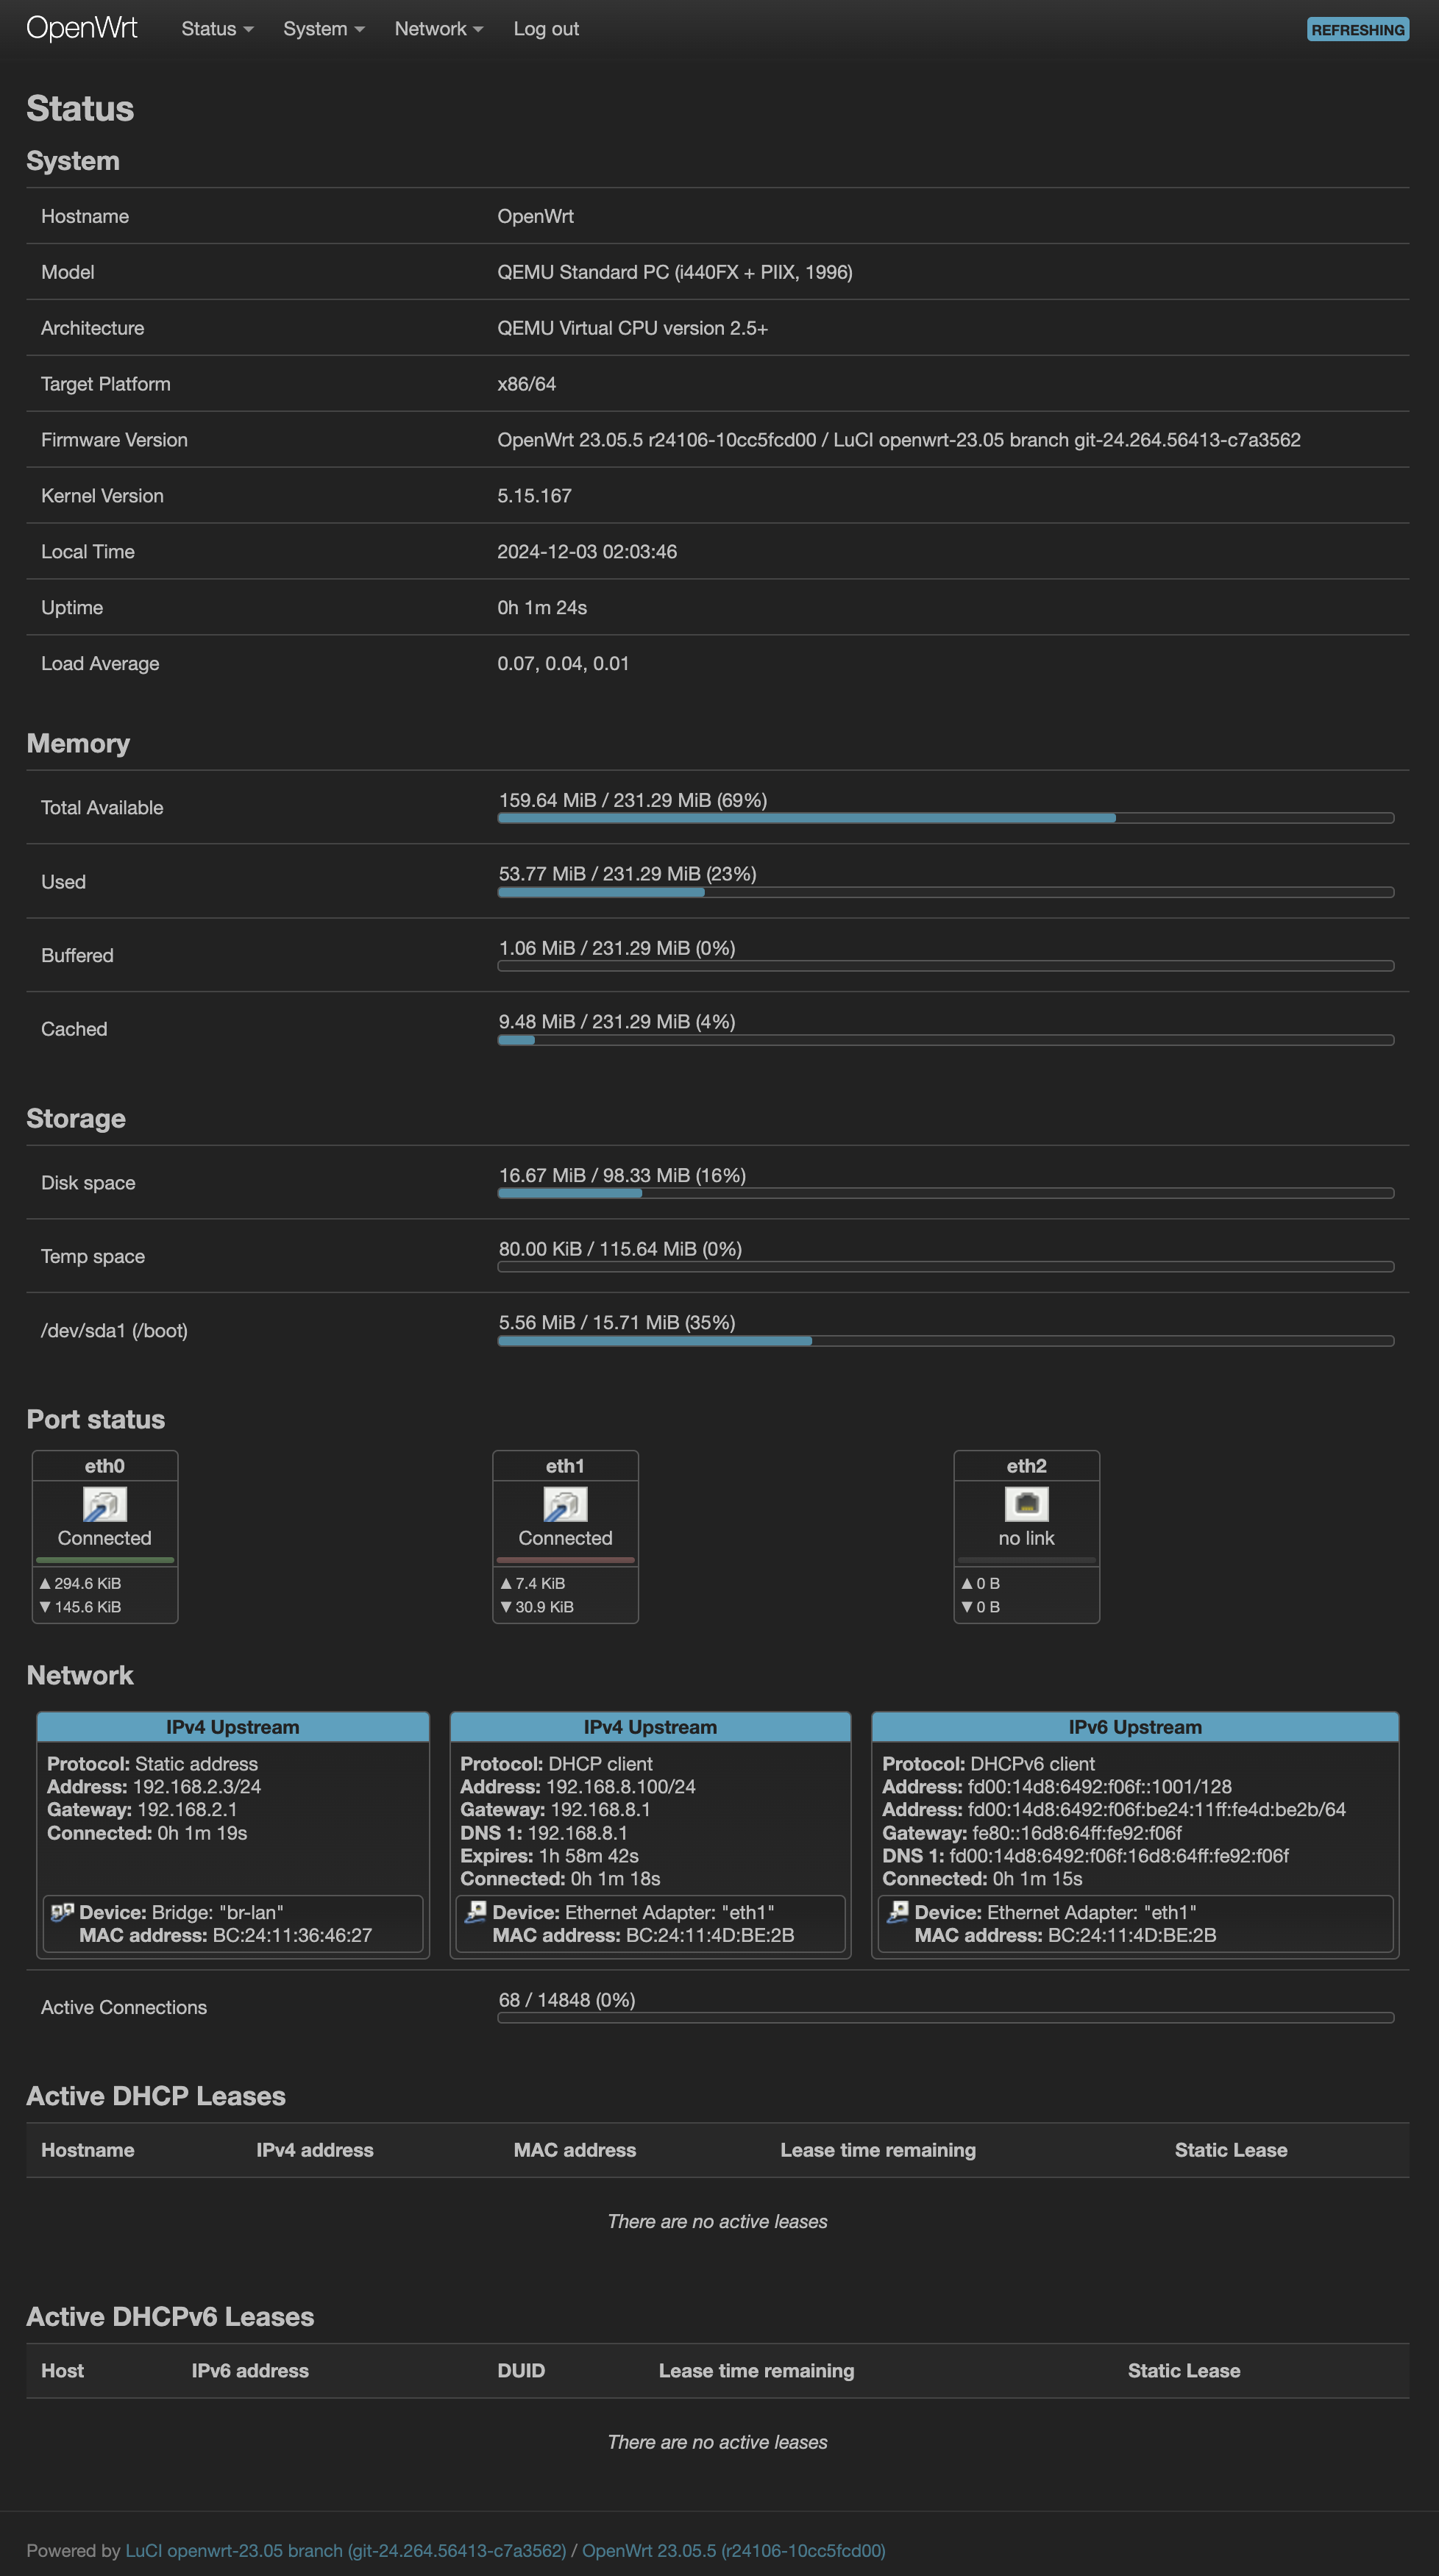 OpenWrt Status System Network Log out REFRESHING
Status
System
Hostname OpenWrt
Model QEMU Standard PC (i440FX + PIIX, 1996)
Architecture QEMU Virtual CPU version 2.5+
Target Platform x86/64
Firmware Version OpenWrt 23.05.5 r24106-10cc5fcd00 / LuCI openwrt-23.05 branch git-24.264.56413-c7a3562
Kernel Version 5.15.167
Local Time 2024-12-03 02:03:46
Uptime 0h 1m 24s
Load Average 0.07, 0.04, 0.01
Memory
Total Available 159.64 MiB / 231.29 MiB (69%)
Used 53.77 MiB / 231.29 MiB (23%)
Buffered 1.06 MiB / 231.29 MiB (0%)
Cached 9.48 MiB / 231.29 MiB (4%)
Storage
Disk space 16.67 MiB / 98.33 MiB (16%)
Temp space 80.00 KiB / 115.64 MiB (0%)
/dev/sda1 (/boot) 5.56 MiB / 15.71 MiB (35%)
Port status
eth0
Connected
▲ 294.6 KiB
▼ 145.6 KiB
eth1
Connected
▲ 7.4 KiB
▼ 30.9 KiB
eth2
no link
▲ 0 B
▼ 0 B
Network
IPv4 Upstream
Protocol: Static address
Address: 192.168.2.3/24
Gateway: 192.168.2.1
Connected: 0h 1m 19s
Device: Bridge: "br-lan"
MAC address: BC:24:11:36:46:27
IPv4 Upstream
Protocol: DHCP client
Address: 192.168.8.100/24
Gateway: 192.168.8.1
DNS 1: 192.168.8.1
Expires: 1h 58m 42s
Connected: 0h 1m 18s
Device: Ethernet Adapter: "eth1"
MAC address: BC:24:11:4D:BE:2B
IPv6 Upstream
Protocol: DHCPv6 client
Address: fd00:14d8:6492:f06f::1001/128
Address: fd00:14d8:6492:f06f:be24:11ff:fe4d:be2b/64
Gateway: fe80::16d8:64ff:fe92:f06f
DNS 1: fd00:14d8:6492:f06f:16d8:64ff:fe92:f06f
Connected: 0h 1m 15s
Device: Ethernet Adapter: "eth1"
MAC address: BC:24:11:4D:BE:2B
Active Connections 68 / 14848 (0%)
Active DHCP Leases
Hostname IPv4 address MAC address Lease time remaining Static Lease
There are no active leases
Active DHCPv6 Leases
Host IPv6 address DUID Lease time remaining Static Lease
There are no active leases
Powered by LuCI openwrt-23.05 branch (git-24.264.56413-c7a3562) / OpenWrt 23.05.5 (r24106-10cc5fcd00)